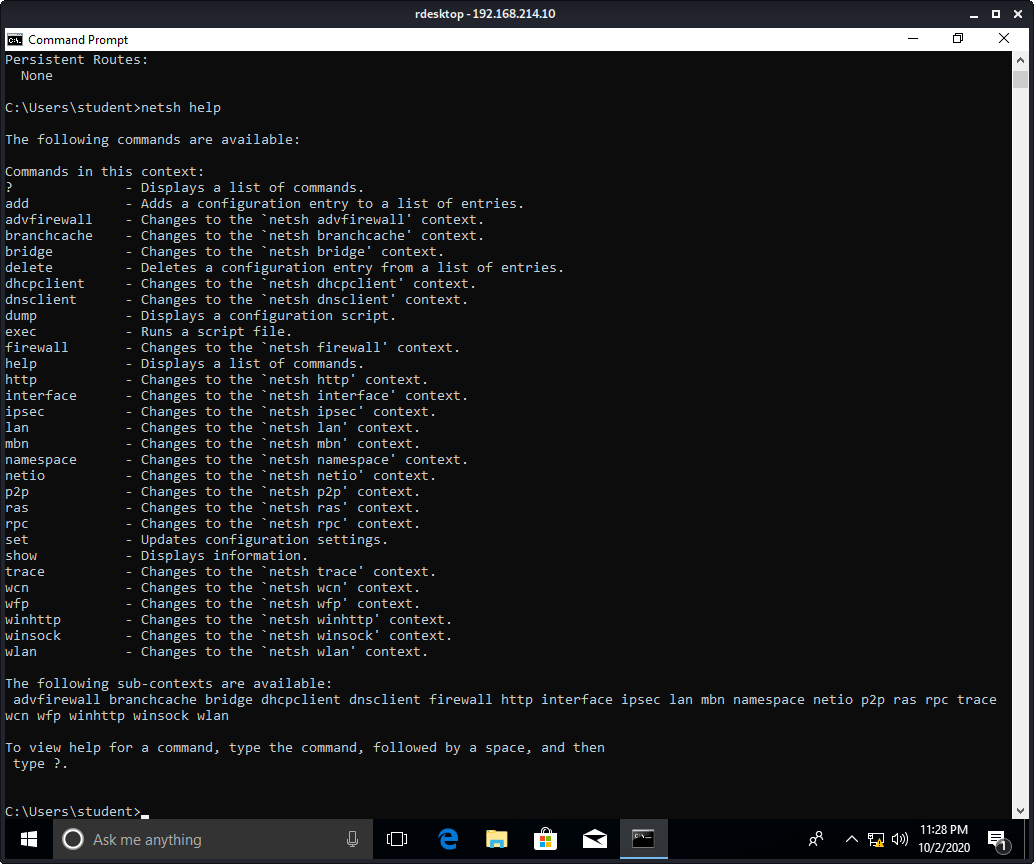 rdesktop - 192.168.214.10
Command Prompt
Persistent Routes:
  None

C:\Users\student>netsh help

The following commands are available:

Commands in this context:
?              - Displays a list of commands.
add            - Adds a configuration entry to a list of entries.
advfirewall    - Changes to the `netsh advfirewall' context.
branchcache    - Changes to the `netsh branchcache' context.
bridge         - Changes to the `netsh bridge' context.
delete         - Deletes a configuration entry from a list of entries.
dhcpclient     - Changes to the `netsh dhcpclient' context.
dnsclient      - Changes to the `netsh dnsclient' context.
dump           - Displays a configuration script.
exec           - Runs a script file.
firewall       - Changes to the `netsh firewall' context.
help           - Displays a list of commands.
http           - Changes to the `netsh http' context.
interface      - Changes to the `netsh interface' context.
ipsec          - Changes to the `netsh ipsec' context.
lan            - Changes to the `netsh lan' context.
mbn            - Changes to the `netsh mbn' context.
namespace      - Changes to the `netsh namespace' context.
netio          - Changes to the `netsh netio' context.
p2p            - Changes to the `netsh p2p' context.
ras            - Changes to the `netsh ras' context.
rpc            - Changes to the `netsh rpc' context.
set            - Updates configuration settings.
show           - Displays information.
trace          - Changes to the `netsh trace' context.
wcn            - Changes to the `netsh wcn' context.
wfp            - Changes to the `netsh wfp' context.
winhttp        - Changes to the `netsh winhttp' context.
winsock        - Changes to the `netsh winsock' context.
wlan           - Changes to the `netsh wlan' context.

The following sub-contexts are available:
 advfirewall branchcache bridge dhcpclient dnsclient firewall http interface ipsec lan mbn namespace netio p2p ras rpc trace
wcn wfp winhttp winsock wlan

To view help for a command, type the command, followed by a space, and then
 type ?.

C:\Users\student>
Ask me anything
11:28 PM
10/2/2020
1